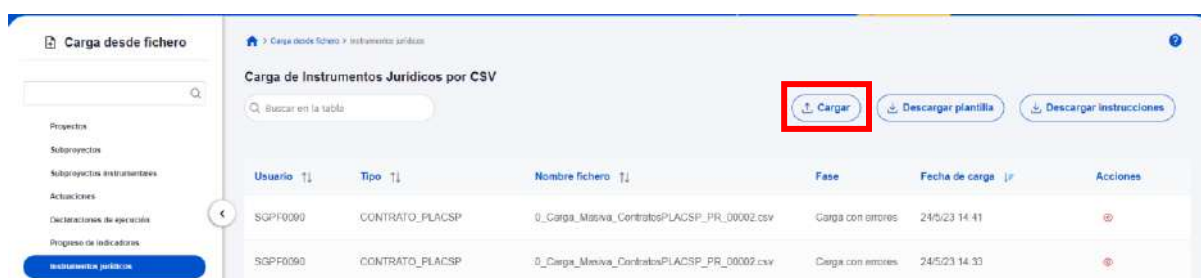 Carga desde fichero
> Carga desde fichero > Instrumentos jurídicos
?
Carga de Instrumentos Jurídicos por CSV
Buscar en la tabla
Cargar
Descargar plantilla
Descargar instrucciones
Proyectos
Subproyectos
Subproyectos instrumentales
Actuaciones
Declaraciones de ejecución
Progreso de indicadores
Instrumentos jurídicos
Usuario Tipo Nombre fichero Fase Fecha de carga Acciones
SGPF0090 CONTRATO_PLACSP 0_Carga_Masiva_ContratosPLACSP_PR_00002.csv Carga con errores 24/5/23 14:41
SGPF0090 CONTRATO_PLACSP 0_Carga_Masiva_ContratosPLACSP_PR_00002.csv Carga con errores 24/5/23 14:33